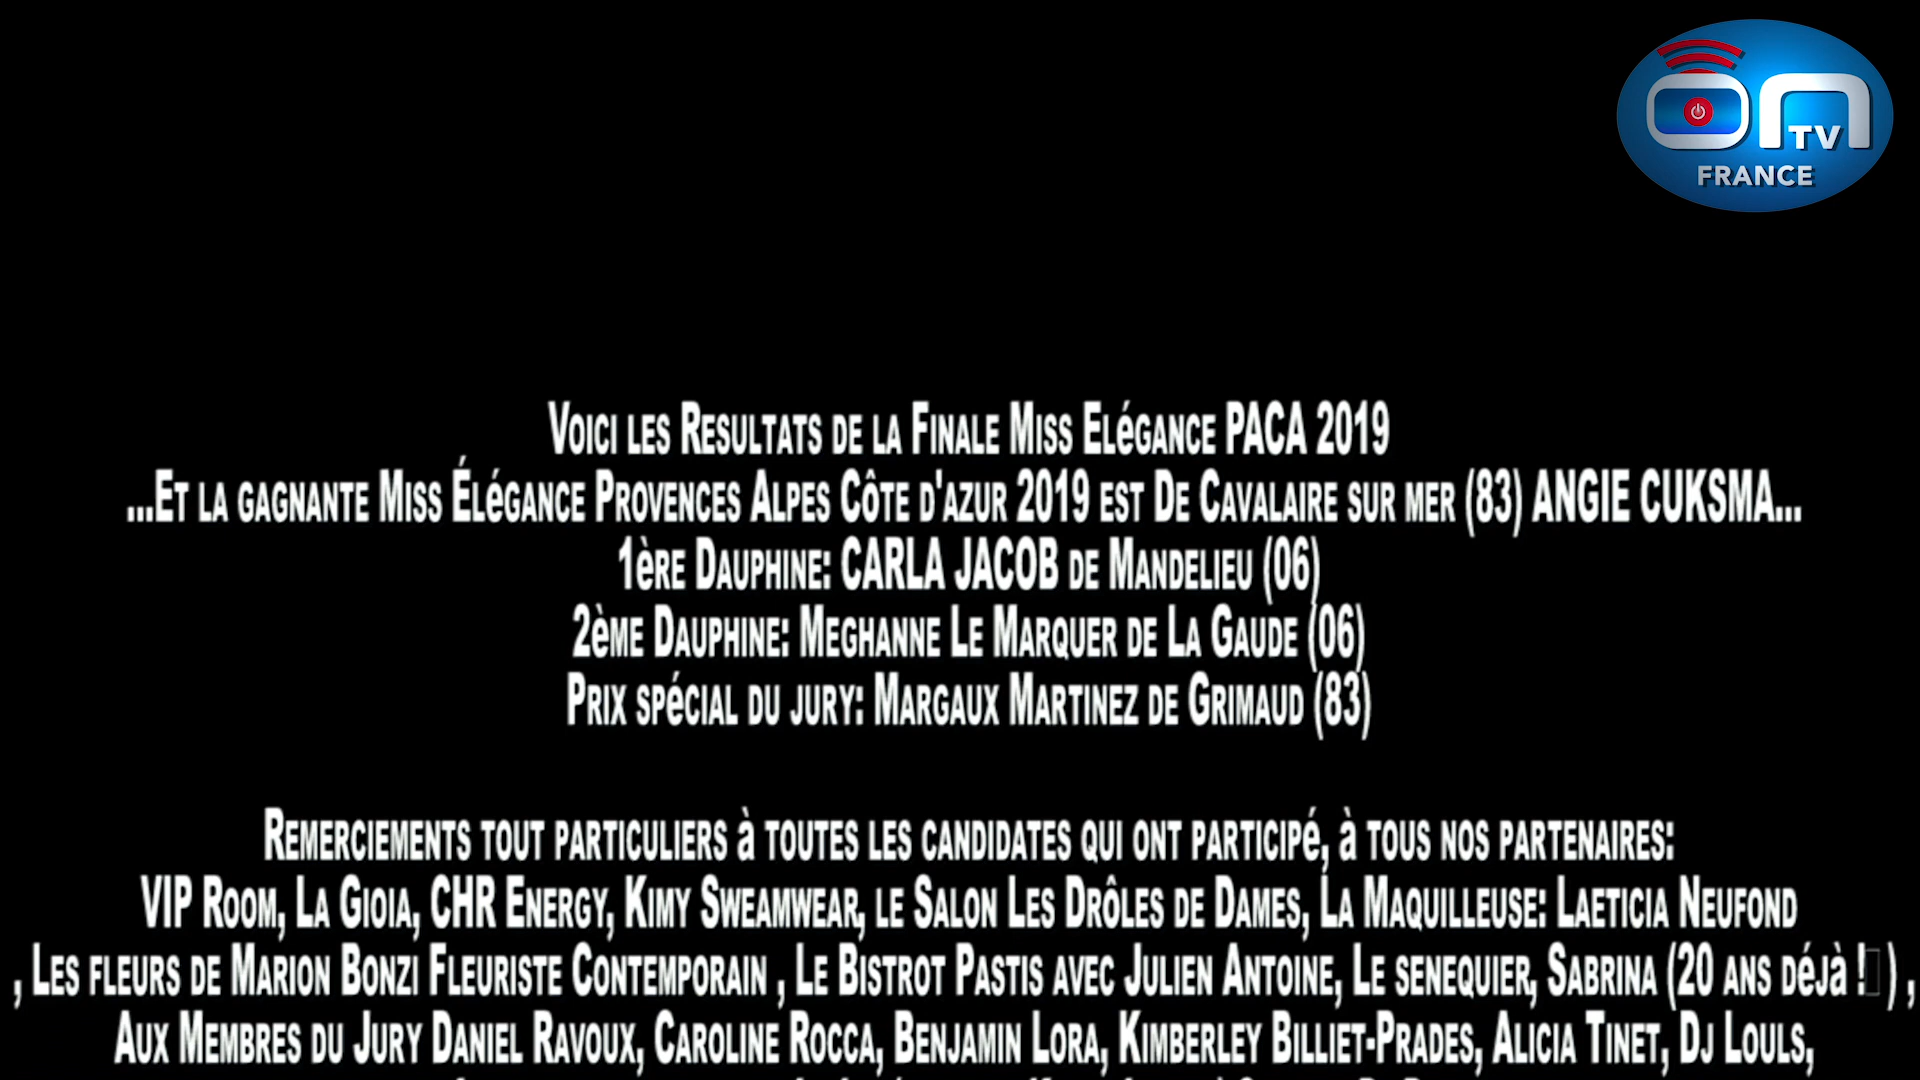 ON
TV
FRANCE
Voici les Resultats de la Finale Miss Elégance PACA 2019
...Et la gagnante Miss Élégance Provences Alpes Côte d'azur 2019 est De Cavalaire sur mer (83) ANGIE CUKSMA...
1ère Dauphine: CARLA JACOB de Mandelieu (06)
2ème Dauphine: Meghanne Le Marquer de La Gaude (06)
Prix spécial du jury: Margaux Martinez de Grimaud (83)
Remerciements tout particuliers à toutes les candidates qui ont participé, à tous nos partenaires:
VIP Room, La Gioia, CHR Energy, Kimy Sweamwear, le Salon Les Drôles de Dames, La Maquilleuse: Laeticia Neufond
, Les fleurs de Marion Bonzi Fleuriste Contemporain , Le Bistrot Pastis avec Julien Antoine, Le senequier, Sabrina (20 ans déjà !) ,
Aux Membres du Jury Daniel Ravoux, Caroline Rocca, Benjamin Lora, Kimberley Billiet-Prades, Alicia Tinet, Dj Louls,